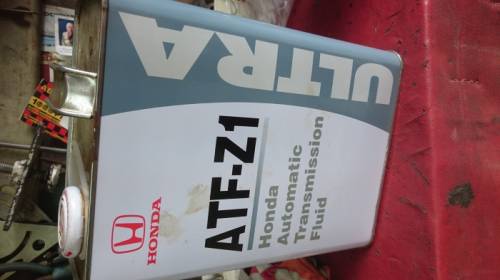 ULTRA
HONDA
ATF-Z1
Honda
Automatic
Transmission
Fluid